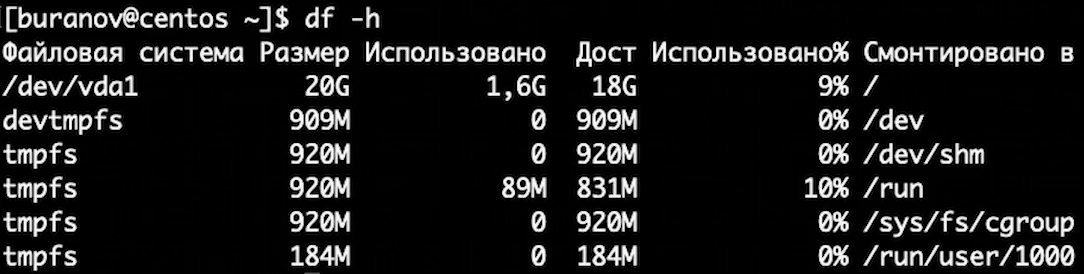 [buranov@centos ~]$ df -h
Файловая система Размер Использовано  Дост Использовано% Смонтировано в
/dev/vda1           20G         1,6G   18G            9% /
devtmpfs           909M            0  909M            0% /dev
tmpfs              920M            0  920M            0% /dev/shm
tmpfs              920M          89M  831M           10% /run
tmpfs              920M            0  920M            0% /sys/fs/cgroup
tmpfs              184M            0  184M            0% /run/user/1000